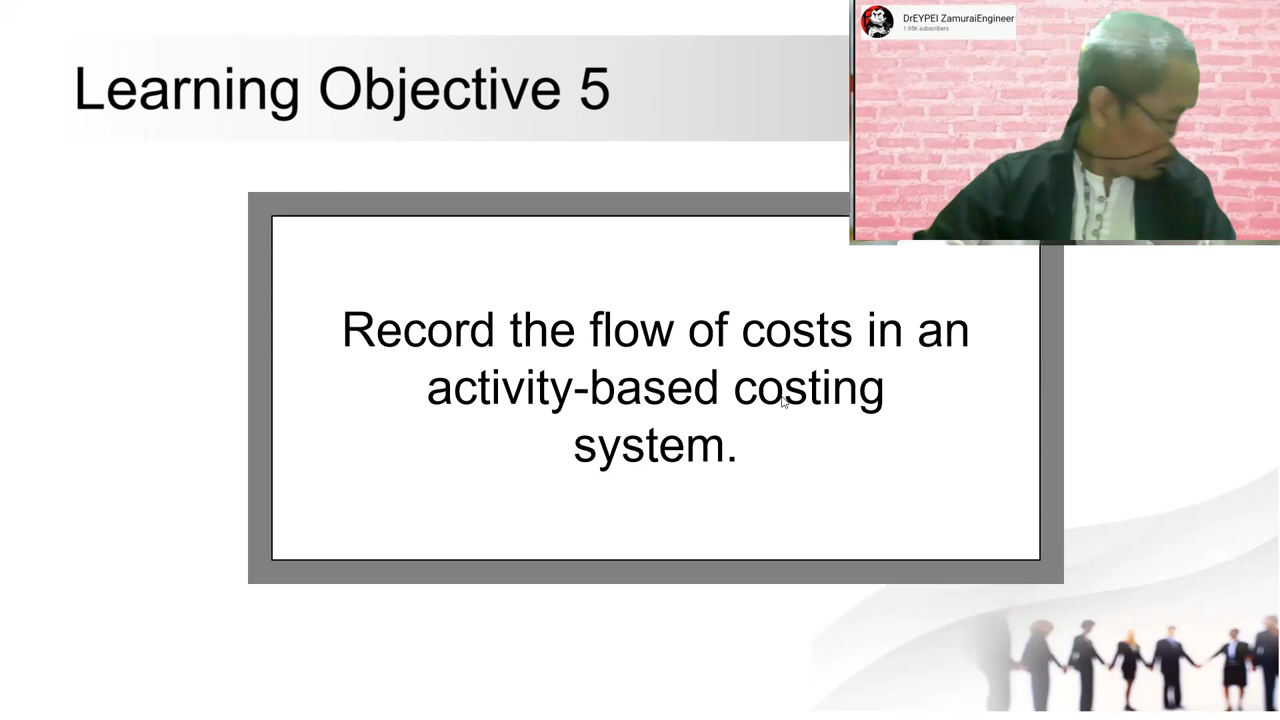 Learning Objective 5
DrEYPEI ZamuraiEngineer
1.95K subscribers
Record the flow of costs in an
activity-based costing
system.